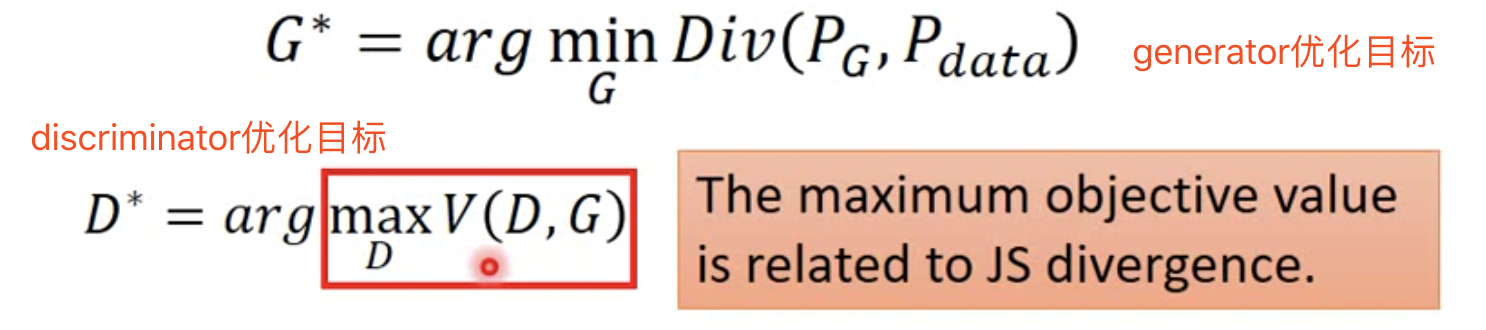 G* = arg min Div(P_G, P_data)
G
generator优化目标
discriminator优化目标
D* = arg max V(D, G)
D
The maximum objective value
is related to JS divergence.